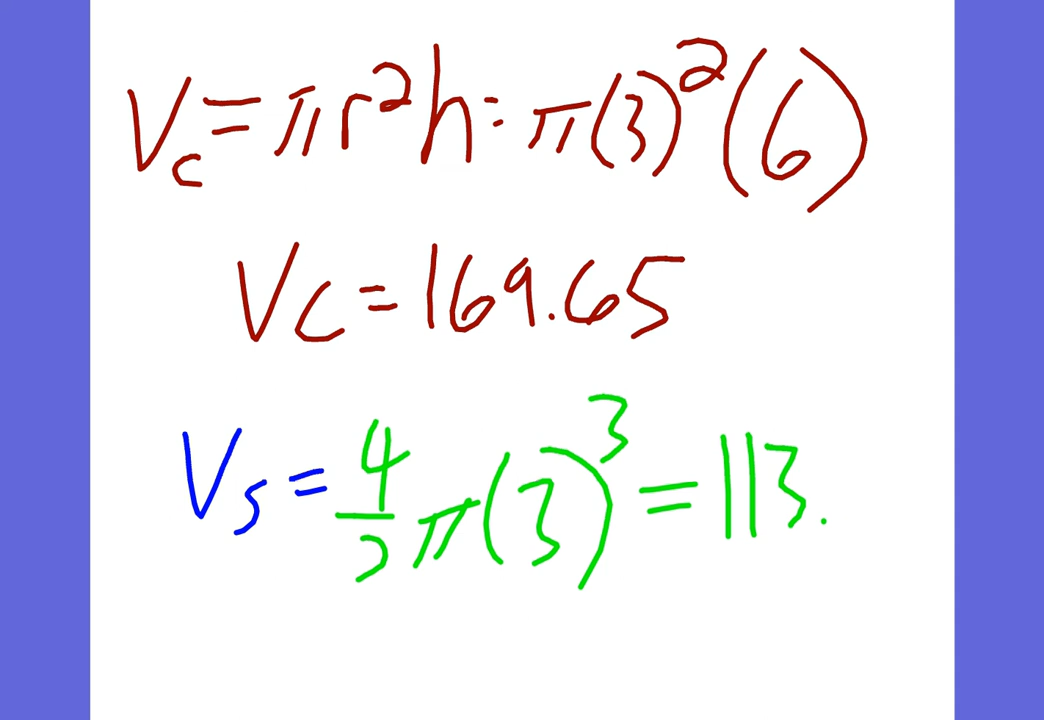 Vc = πr²h = π(3)²(6)
Vc = 169.65
Vs = 4/3 π(3)³ = 113.